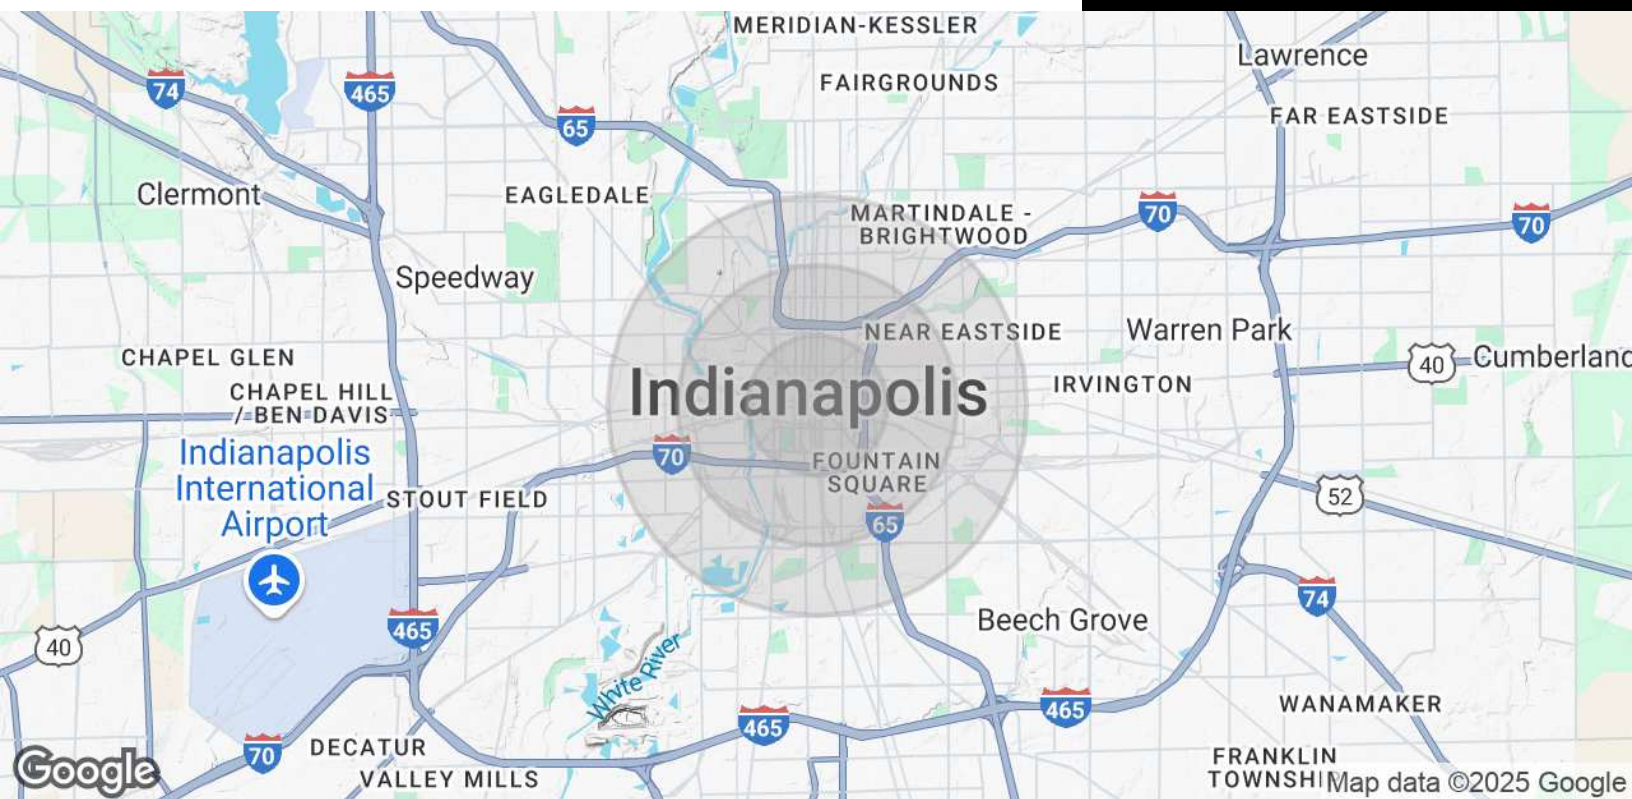 MERIDIAN-KESSLER
Lawrence
FAIRGROUNDS
74
465
65
FAR EASTSIDE
Clermont
EAGLEDALE
MARTINDALE -
BRIGHTWOOD
70
70
Speedway
NEAR EASTSIDE
Warren Park
CHAPEL GLEN
40
Cumberland
CHAPEL HILL
/ BEN DAVIS
Indianapolis
IRVINGTON
Indianapolis
International
Airport
70
FOUNTAIN
SQUARE
STOUT FIELD
52
65
74
465
Beech Grove
40
White River
WANAMAKER
465
465
70
DECATUR
VALLEY MILLS
FRANKLIN
TOWNSHIP
Google
Map data ©2025 Google